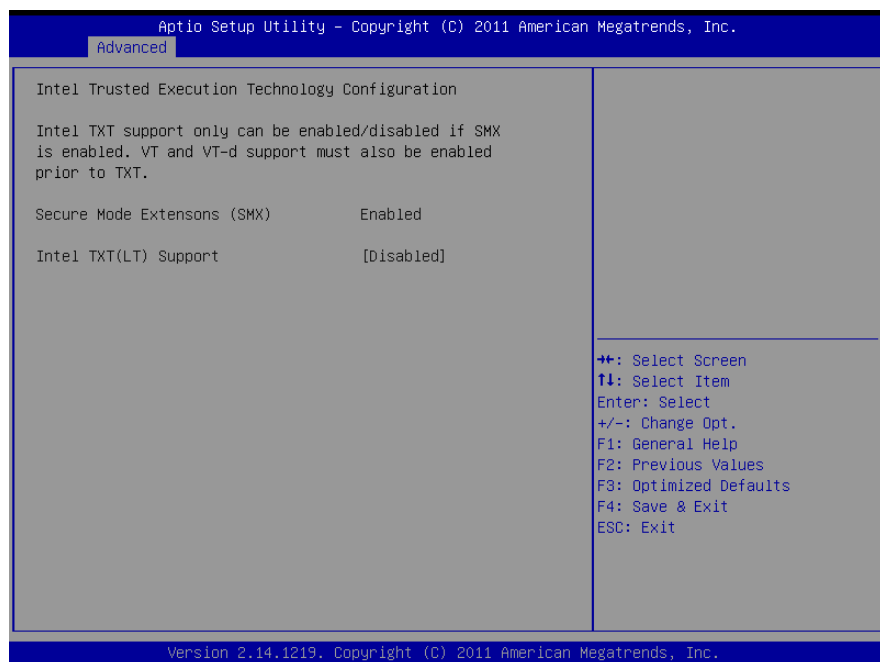 Aptio Setup Utility – Copyright (C) 2011 American Megatrends, Inc.
Advanced
Intel Trusted Execution Technology Configuration
Intel TXT support only can be enabled/disabled if SMX
is enabled. VT and VT-d support must also be enabled
prior to TXT.
Secure Mode Extensons (SMX) Enabled
Intel TXT(LT) Support [Disabled]
→←: Select Screen
↑↓: Select Item
Enter: Select
+/-: Change Opt.
F1: General Help
F2: Previous Values
F3: Optimized Defaults
F4: Save & Exit
ESC: Exit
Version 2.14.1219. Copyright (C) 2011 American Megatrends, Inc.